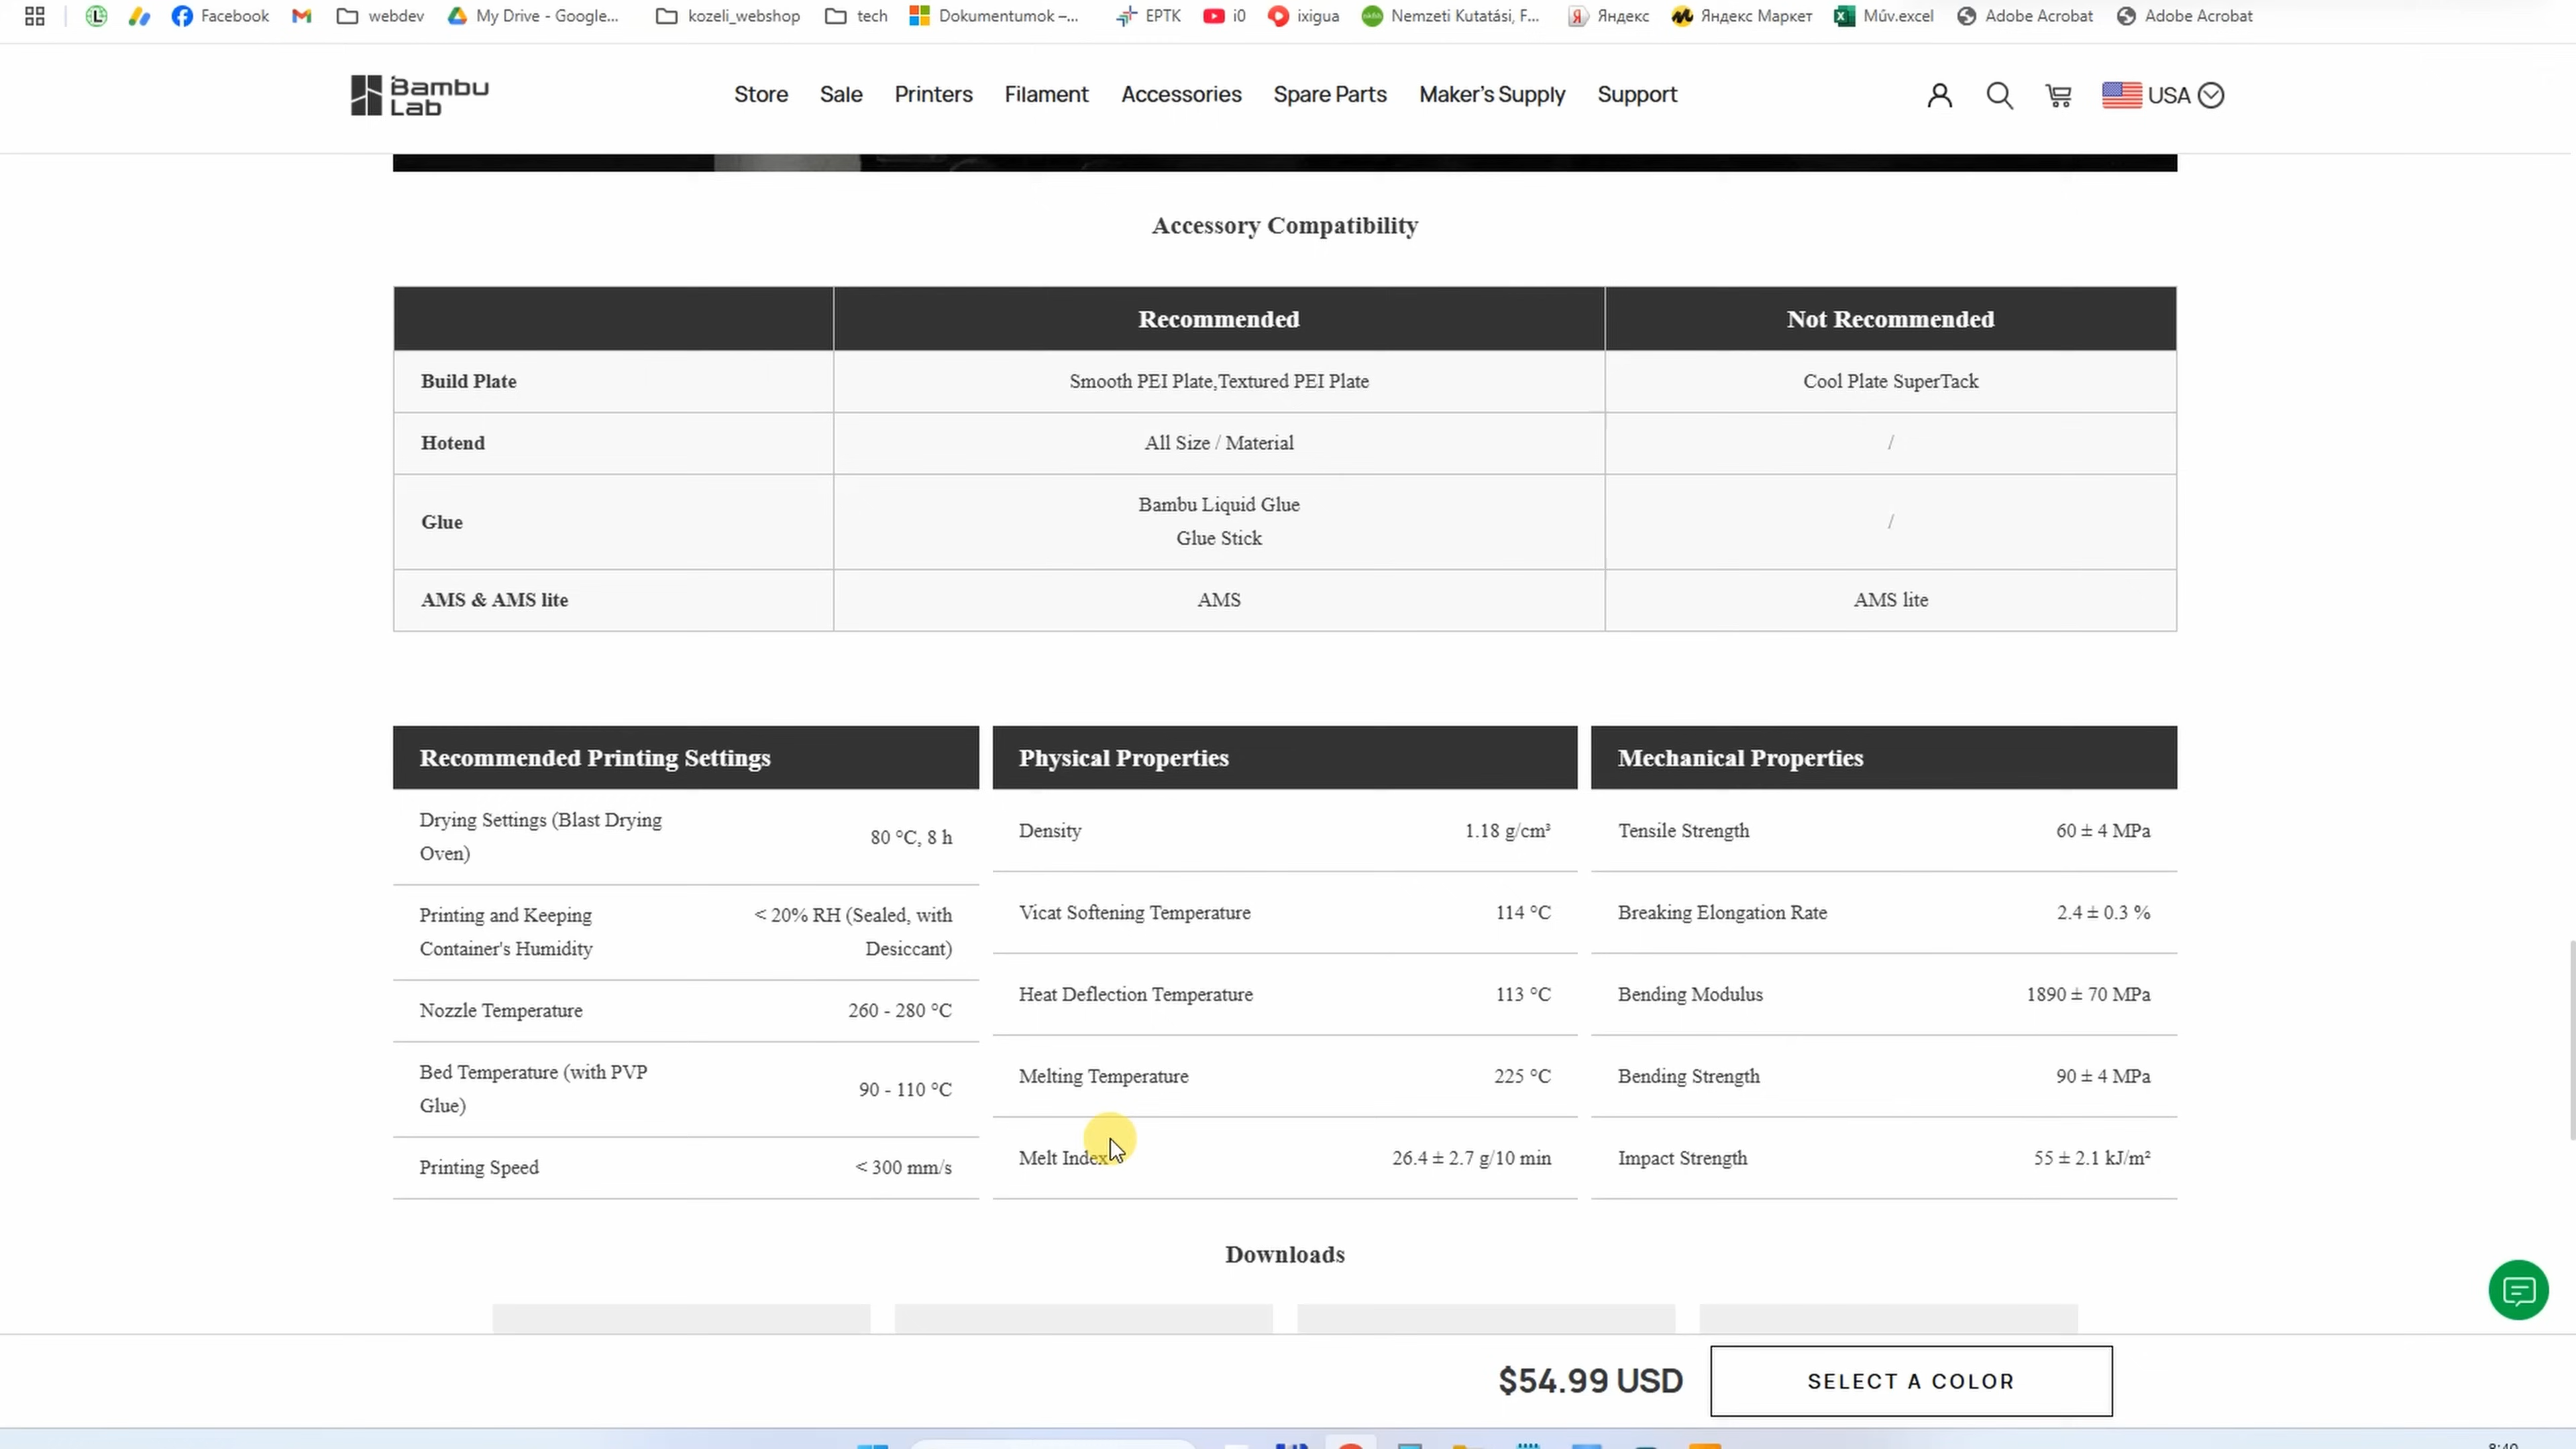 Facebook
webdev
My Drive - Google...
kozeli_webshop
tech
Dokumentumok –...
EPTK
i0
ixigua
Nemzeti Kutatási, F...
Яндекс
Яндекс Маркет
Műv.excel
Adobe Acrobat
Adobe Acrobat
Bambu
Lab
Store
Sale
Printers
Filament
Accessories
Spare Parts
Maker's Supply
Support
USA
Accessory Compatibility
Recommended
Not Recommended
Build Plate
Smooth PEI Plate,Textured PEI Plate
Cool Plate SuperTack
Hotend
All Size / Material
/
Glue
Bambu Liquid Glue
Glue Stick
/
AMS & AMS lite
AMS
AMS lite
Recommended Printing Settings
Drying Settings (Blast Drying
Oven)
80 °C, 8 h
Printing and Keeping
Container's Humidity
< 20% RH (Sealed, with
Desiccant)
Nozzle Temperature
260 - 280 °C
Bed Temperature (with PVP
Glue)
90 - 110 °C
Printing Speed
< 300 mm/s
Physical Properties
Density
1.18 g/cm³
Vicat Softening Temperature
114 °C
Heat Deflection Temperature
113 °C
Melting Temperature
225 °C
Melt Index
26.4 ± 2.7 g/10 min
Mechanical Properties
Tensile Strength
60 ± 4 MPa
Breaking Elongation Rate
2.4 ± 0.3 %
Bending Modulus
1890 ± 70 MPa
Bending Strength
90 ± 4 MPa
Impact Strength
55 ± 2.1 kJ/m²
Downloads
$54.99 USD
SELECT A COLOR